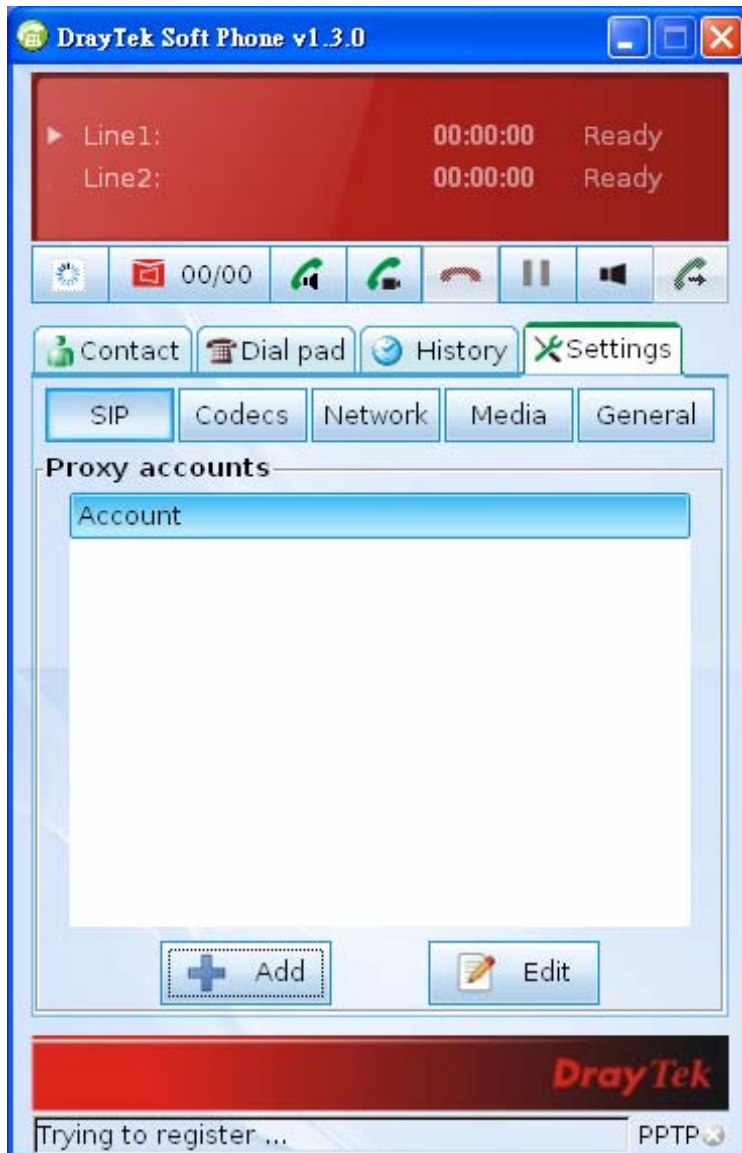 DrayTek Soft Phone v1.3.0
Line1: 00:00:00 Ready
Line2: 00:00:00 Ready
00/00
Contact Dial pad History Settings
SIP Codecs Network Media General
Proxy accounts
Account
Add Edit
DrayTek
Trying to register ... PPTP